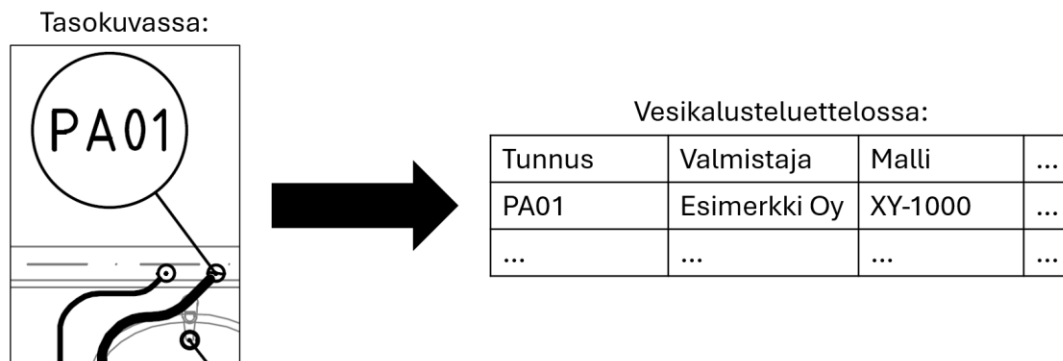 Tasokuvassa:
PA01
Vesikalusteluettelossa:
Tunnus Valmistaja Malli ...
PA01 Esimerkki Oy XY-1000 ...
... ... ... ...